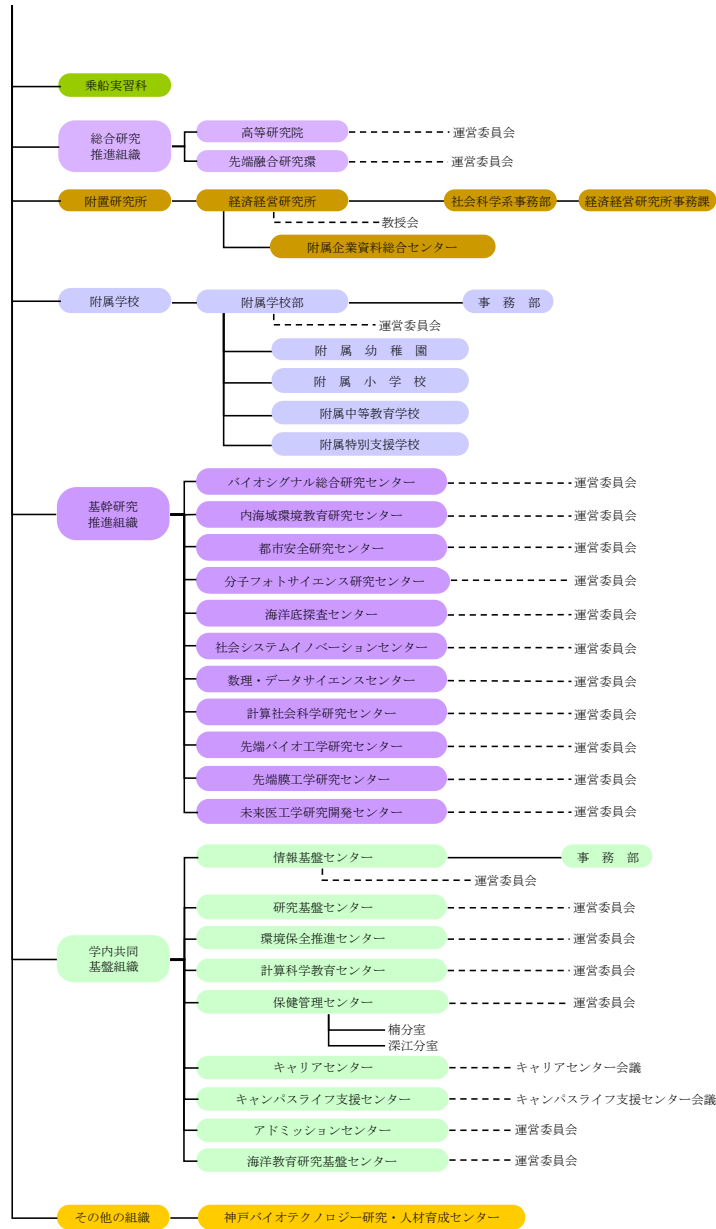 乗船実習科
総合研究
推進組織
高等研究院
運営委員会
先端融合研究環
運営委員会
附置研究所
経済経営研究所
社会科学系事務部
経済経営研究所事務課
教授会
附属企業資料総合センター
附属学校
附属学校部
事　務　部
運営委員会
附　属　幼　稚　園
附　属　小　学　校
附属中等教育学校
附属特別支援学校
基幹研究
推進組織
バイオシグナル総合研究センター
運営委員会
内海域環境教育研究センター
運営委員会
都市安全研究センター
運営委員会
分子フォトサイエンス研究センター
運営委員会
海洋底探査センター
運営委員会
社会システムイノベーションセンター
運営委員会
数理・データサイエンスセンター
運営委員会
計算社会科学研究センター
運営委員会
先端バイオ工学研究センター
運営委員会
先端膜工学研究センター
運営委員会
未来医工学研究開発センター
運営委員会
学内共同
基盤組織
情報基盤センター
事　務　部
運営委員会
研究基盤センター
運営委員会
環境保全推進センター
運営委員会
計算科学教育センター
運営委員会
保健管理センター
運営委員会
楠分室
深江分室
キャリアセンター
キャリアセンター会議
キャンパスライフ支援センター
キャンパスライフ支援センター会議
アドミッションセンター
運営委員会
海洋教育研究基盤センター
運営委員会
その他の組織
神戸バイオテクノロジー研究・人材育成センター